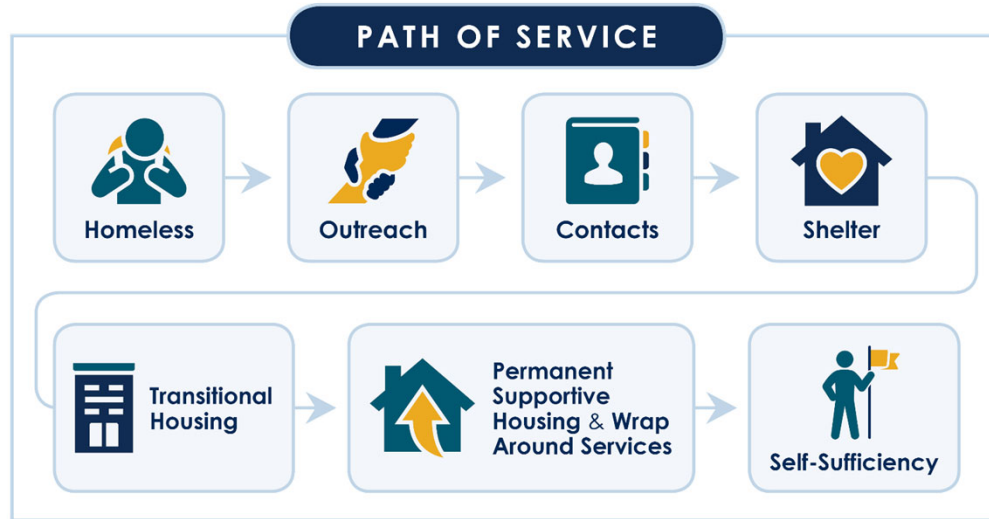 PATH OF SERVICE
Homeless
Outreach
Contacts
Shelter
Transitional
Housing
Permanent
Supportive
Housing & Wrap
Around Services
Self-Sufficiency